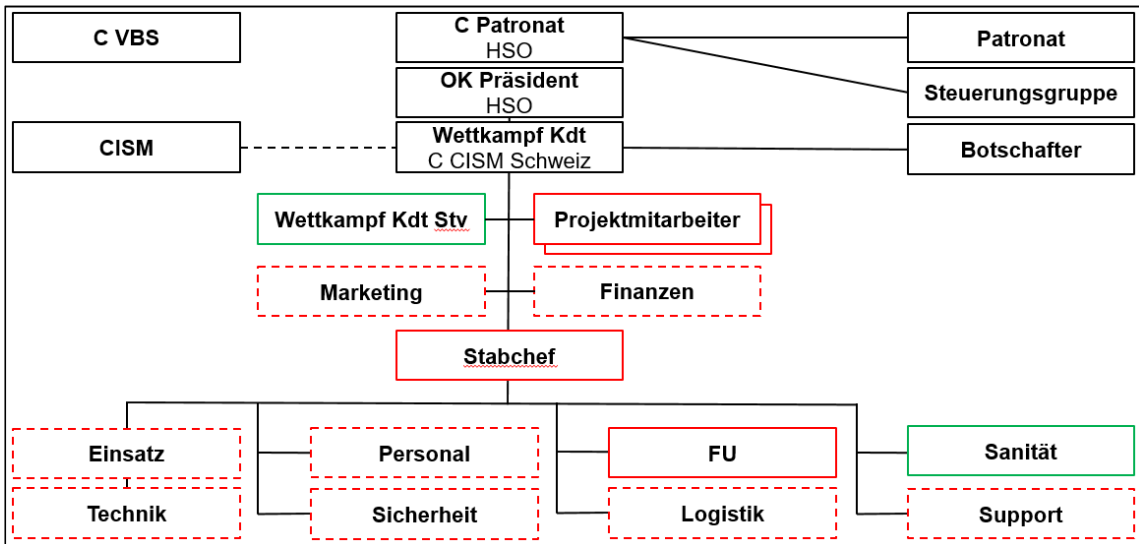 C VBS
C Patronat
HSO
Patronat
OK Präsident
HSO
Steuerungsgruppe
CISM
Wettkampf Kdt
C CISM Schweiz
Botschafter
Wettkampf Kdt Stv
Projektmitarbeiter
Marketing
Finanzen
Stabchef
Einsatz
Personal
FU
Sanität
Technik
Sicherheit
Logistik
Support